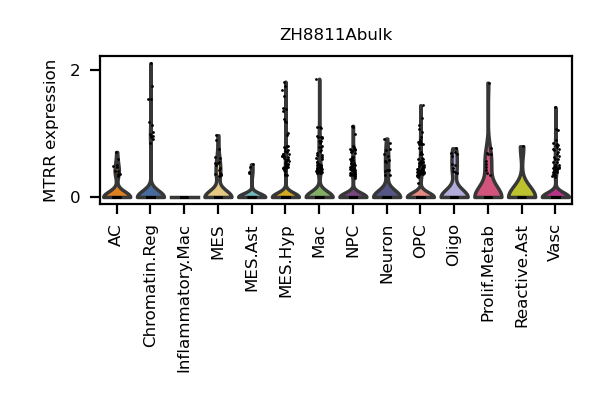 ZH8811Abulk
MTRR expression
2
0
AC
Chromatin.Reg
Inflammatory.Mac
MES
MES.Ast
MES.Hyp
Mac
NPC
Neuron
OPC
Oligo
Prolif.Metab
Reactive.Ast
Vasc